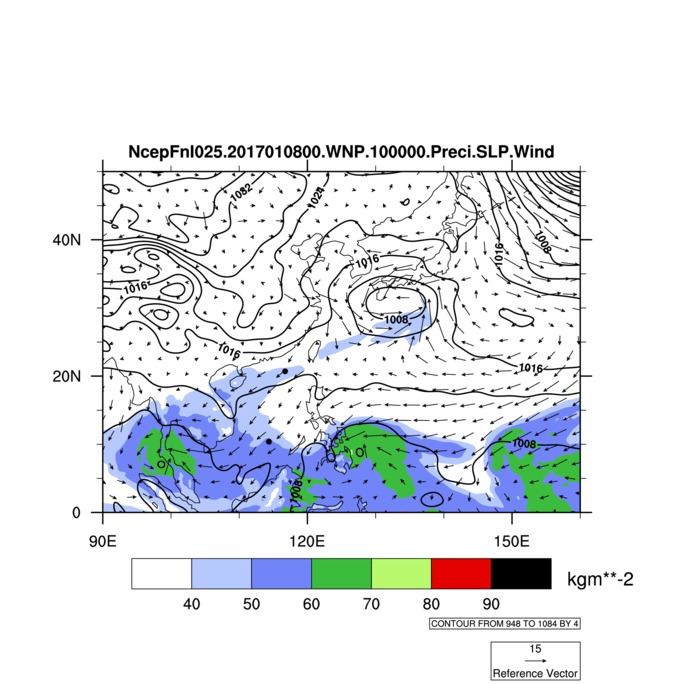 NcepFnl025.2017010800.WNP.100000.Preci.SLP.Wind
1032
1024
40N
1016
1008
1016
1016
1008
1016
1016
20N
1008
1008
0
90E 120E 150E
40 50 60 70 80 90
kgm**-2
CONTOUR FROM 948 TO 1084 BY 4
15
Reference Vector